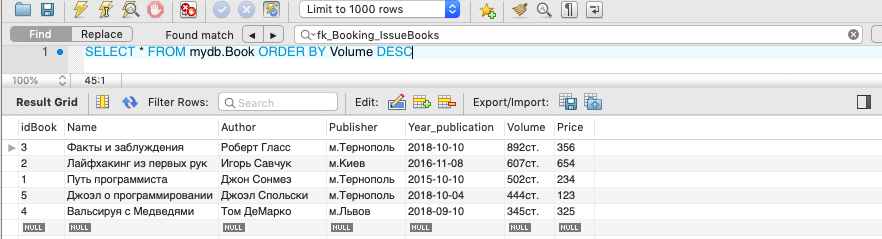 Limit to 1000 rows
Find Replace Found match fk_Booking_IssueBooks
1 SELECT * FROM mydb.Book ORDER BY Volume DESC
100% 45:1
Result Grid Filter Rows: Search Edit: Export/Import:
idBook Name Author Publisher Year_publication Volume Price
3 Факты и заблуждения Роберт Гласс м.Тернополь 2018-10-10 892ст. 356
2 Лайфхакинг из первых рук Игорь Савчук м.Киев 2016-11-08 607ст. 654
1 Путь программиста Джон Сонмез м.Тернополь 2015-10-10 502ст. 234
5 Джоэл о программировании Джоэл Спольски м.Тернополь 2018-10-04 444ст. 123
4 Вальсируя с Медведями Том ДеМарко м.Львов 2018-09-10 345ст. 325
NULL NULL NULL NULL NULL NULL NULL